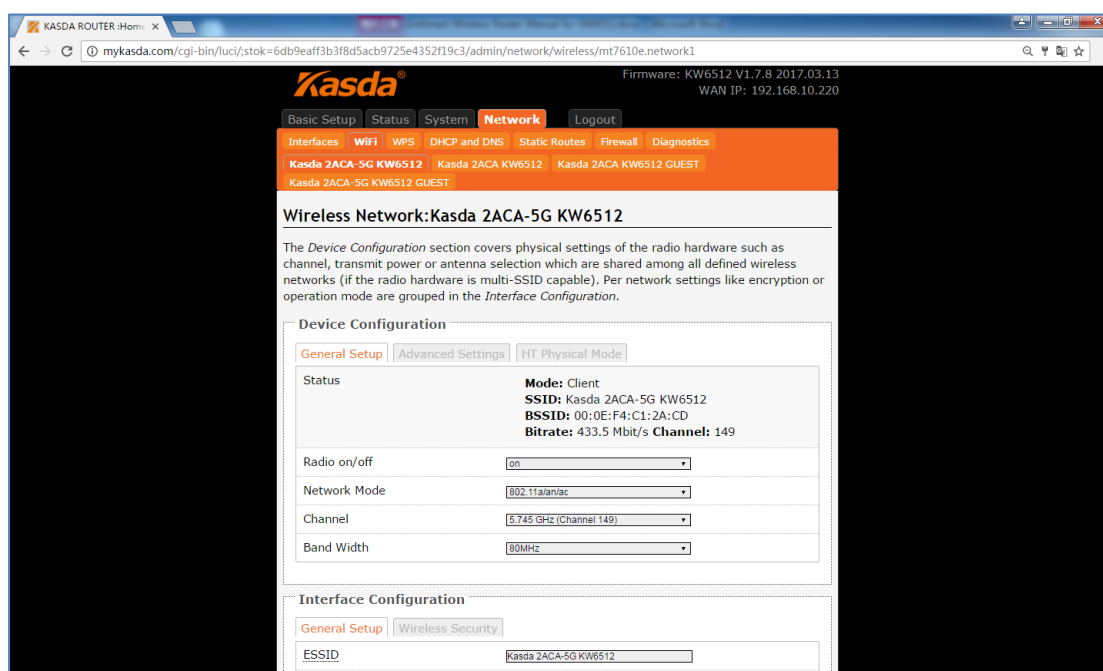 KASDA ROUTER :Home
mykasda.com/cgi-bin/luci/;stok=6db9eaff3b3f8d5acb9725e4352f19c3/admin/network/wireless/mt7610e.network1
Kasda®
Firmware: KW6512 V1.7.8 2017.03.13
WAN IP: 192.168.10.220
Basic Setup Status System Network Logout
Interfaces WiFi WPS DHCP and DNS Static Routes Firewall Diagnostics
Kasda 2ACA-5G KW6512 Kasda 2ACA KW6512 Kasda 2ACA KW6512 GUEST
Kasda 2ACA-5G KW6512 GUEST
Wireless Network:Kasda 2ACA-5G KW6512
The Device Configuration section covers physical settings of the radio hardware such as
channel, transmit power or antenna selection which are shared among all defined wireless
networks (if the radio hardware is multi-SSID capable). Per network settings like encryption or
operation mode are grouped in the Interface Configuration.
Device Configuration
General Setup Advanced Settings HT Physical Mode
Status
Mode: Client
SSID: Kasda 2ACA-5G KW6512
BSSID: 00:0E:F4:C1:2A:CD
Bitrate: 433.5 Mbit/s Channel: 149
Radio on/off on
Network Mode 802.11a/an/ac
Channel 5.745 GHz (Channel 149)
Band Width 80MHz
Interface Configuration
General Setup Wireless Security
ESSID Kasda 2ACA-5G KW6512